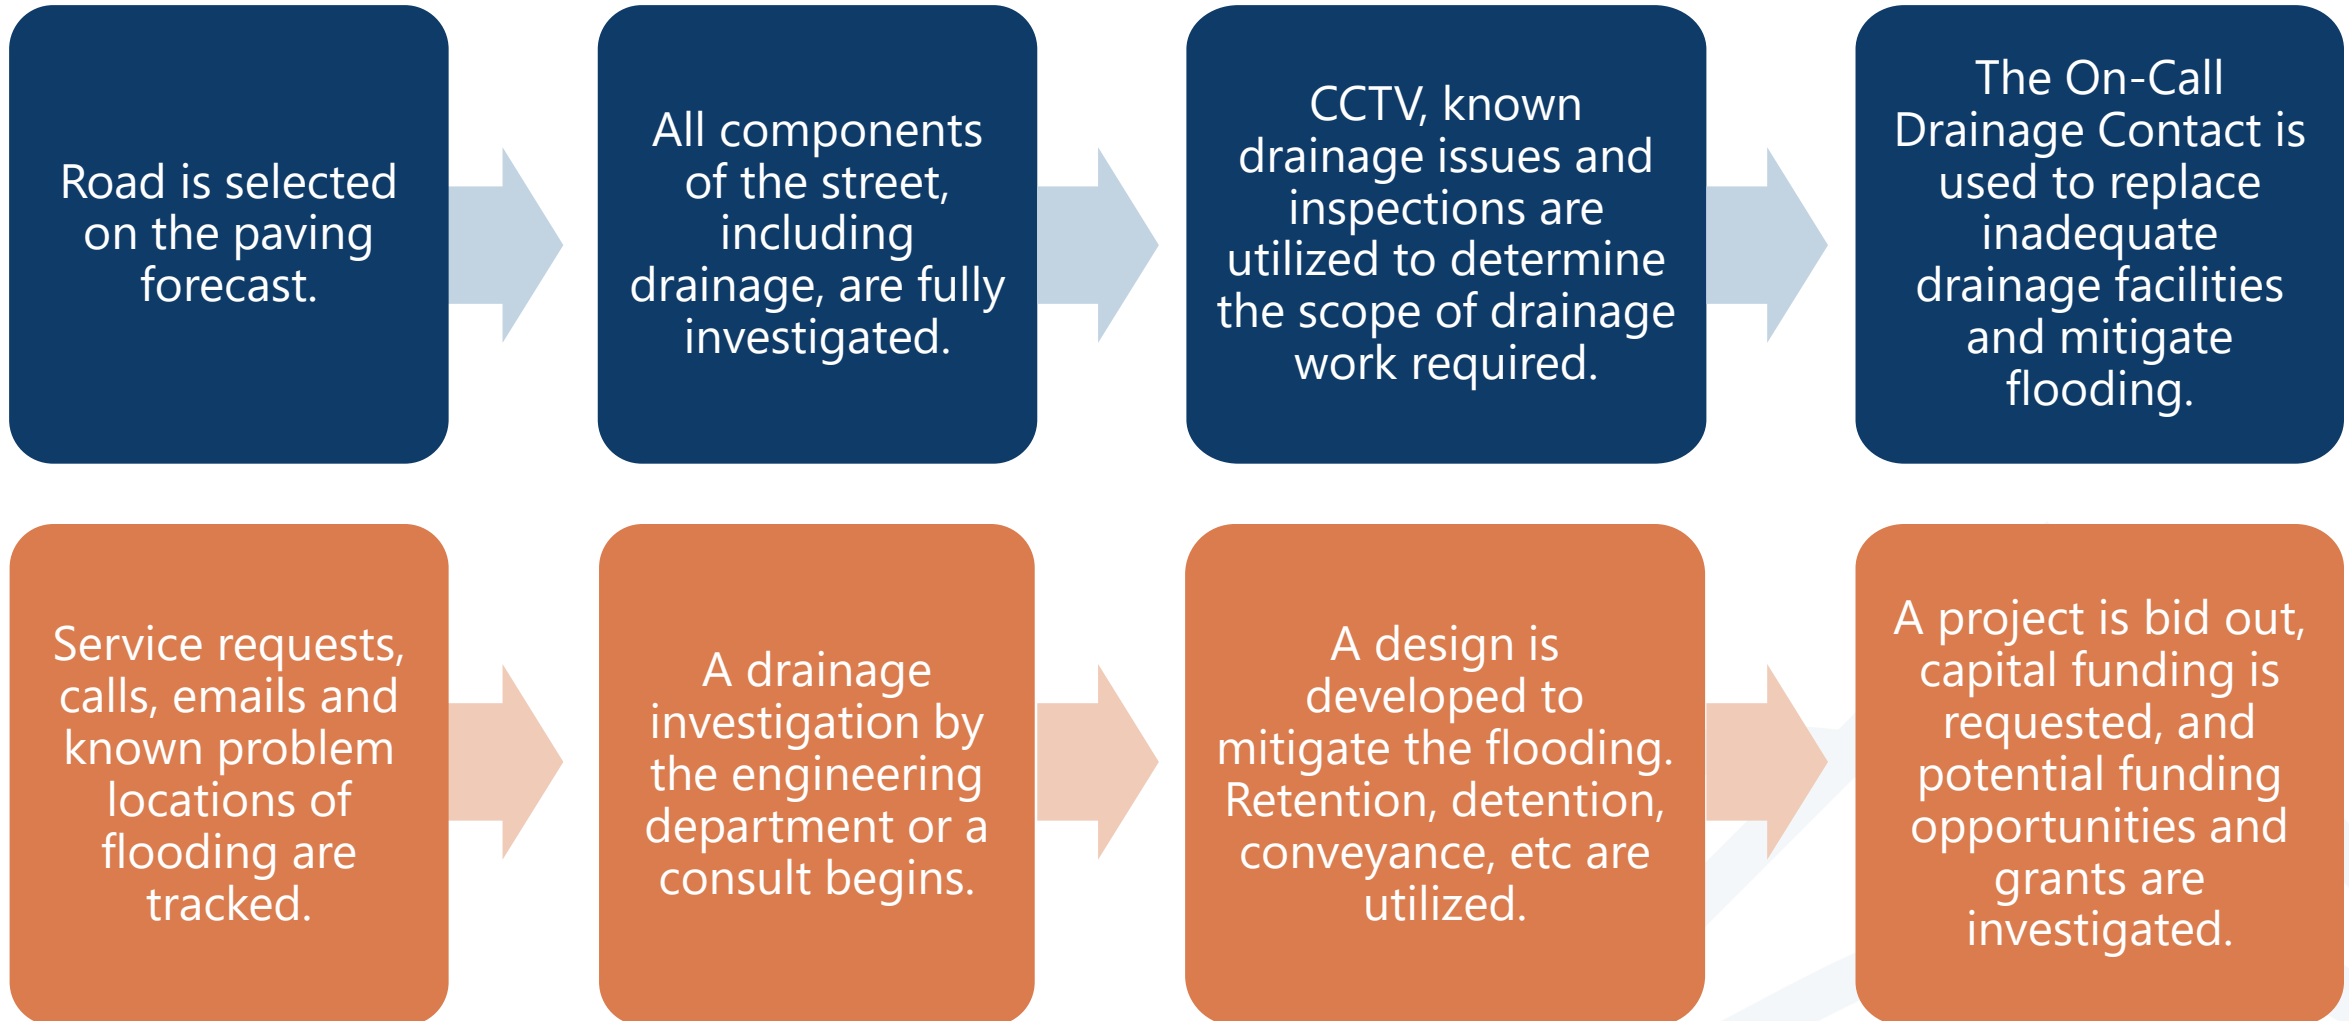 Road is selected
on the paving
forecast.
All components
of the street,
including
drainage, are fully
investigated.
CCTV, known
drainage issues and
inspections are
utilized to determine
the scope of drainage
work required.
The On-Call
Drainage Contact is
used to replace
inadequate
drainage facilities
and mitigate
flooding.
Service requests,
calls, emails and
known problem
locations of
flooding are
tracked.
A drainage
investigation by
the engineering
department or a
consult begins.
A design is
developed to
mitigate the flooding.
Retention, detention,
conveyance, etc are
utilized.
A project is bid out,
capital funding is
requested, and
potential funding
opportunities and
grants are
investigated.